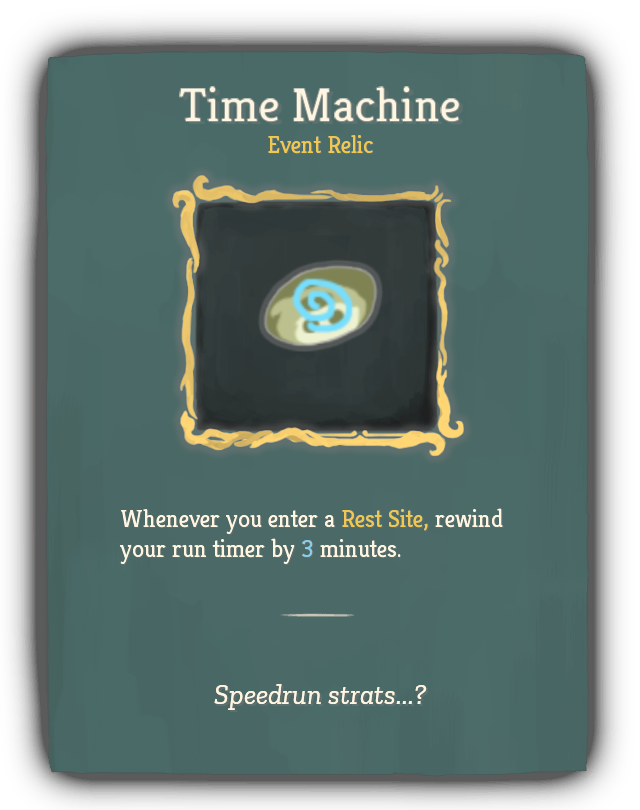 Time Machine
Event Relic
Whenever you enter a Rest Site, rewind
your run timer by 3 minutes.
Speedrun strats...?